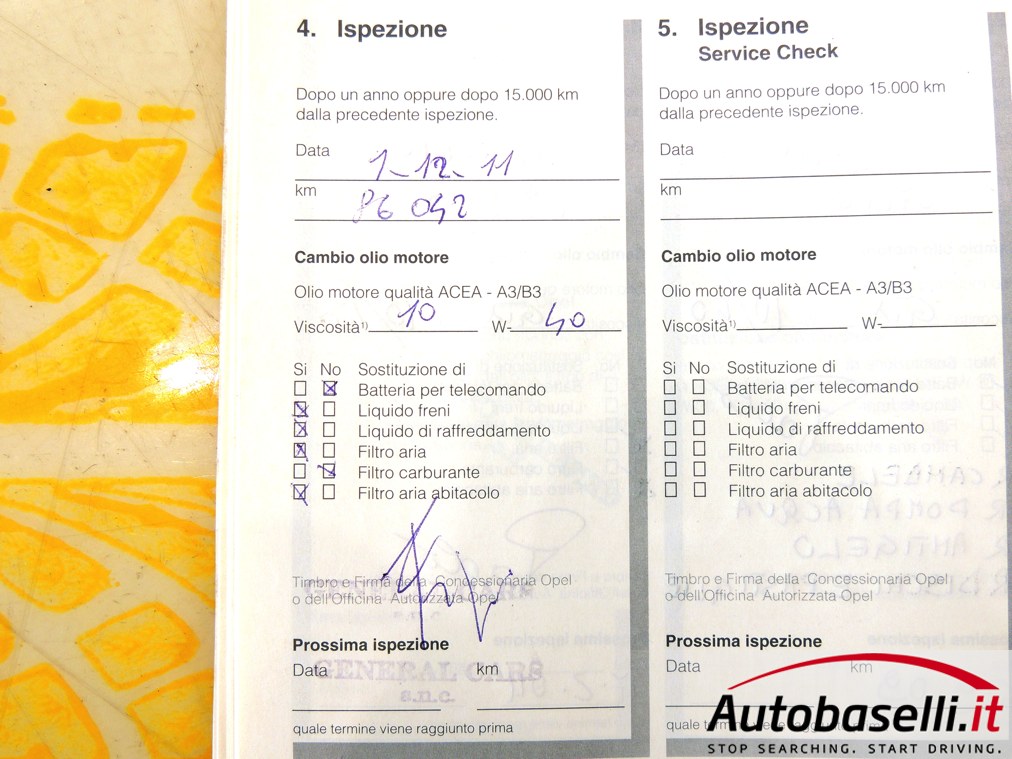 4. Ispezione
Dopo un anno oppure dopo 15.000 km
dalla precedente ispezione.
Data 1-12-11
km 86 042
Cambio olio motore
Olio motore qualità ACEA - A3/B3
Viscosità¹⁾ 10 W- 40
Si No Sostituzione di
Batteria per telecomando
Liquido freni
Liquido di raffreddamento
Filtro aria
Filtro carburante
Filtro aria abitacolo
Timbro e Firma della Concessionaria Opel
o dell'Officina Autorizzata Opel
Prossima ispezione
Data km
GENERAL CARS
s.n.c.
quale termine viene raggiunto prima
5. Ispezione
Service Check
Dopo un anno oppure dopo 15.000 km
dalla precedente ispezione.
Data
km
Cambio olio motore
Olio motore qualità ACEA - A3/B3
Viscosità¹⁾ W-
Si No Sostituzione di
Batteria per telecomando
Liquido freni
Liquido di raffreddamento
Filtro aria
Filtro carburante
Filtro aria abitacolo
Timbro e Firma della Concessionaria Opel
o dell'Officina Autorizzata Opel
Prossima ispezione
Data km
quale termine viene raggiunto prima
Autobaselli.it
STOP SEARCHING. START DRIVING.